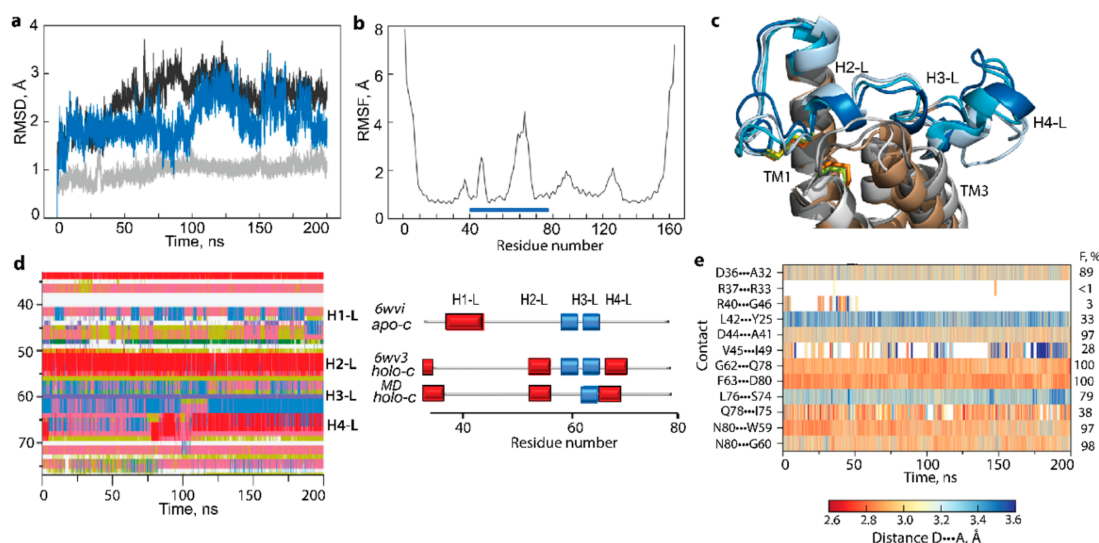 a
RMSD, Å
4
3
2
1
0
0 50 100 150 200
Time, ns
b
RMSF, Å
8
6
4
2
0
0 40 80 120 160
Residue number
c
H2-L
H3-L
H4-L
TM1
TM3
d
40
50
60
70
H1-L
H2-L
H3-L
H4-L
0 50 100 150 200
Time, ns
H1-L H2-L H3-L H4-L
6wvi
apo-c
6wv3
holo-c
MD
holo-c
40 60 80
Residue number
e
F, %
Contact
D36•••A32 89
R37•••R33 <1
R40•••G46 3
L42•••Y25 33
D44•••A41 97
V45•••I49 28
G62•••Q78 100
F63•••D80 100
L76•••S74 79
Q78•••I75 38
N80•••W59 97
N80•••G60 98
0 50 100 150 200
Time, ns
2.6 2.8 3.0 3.2 3.4 3.6
Distance D•••A, Å